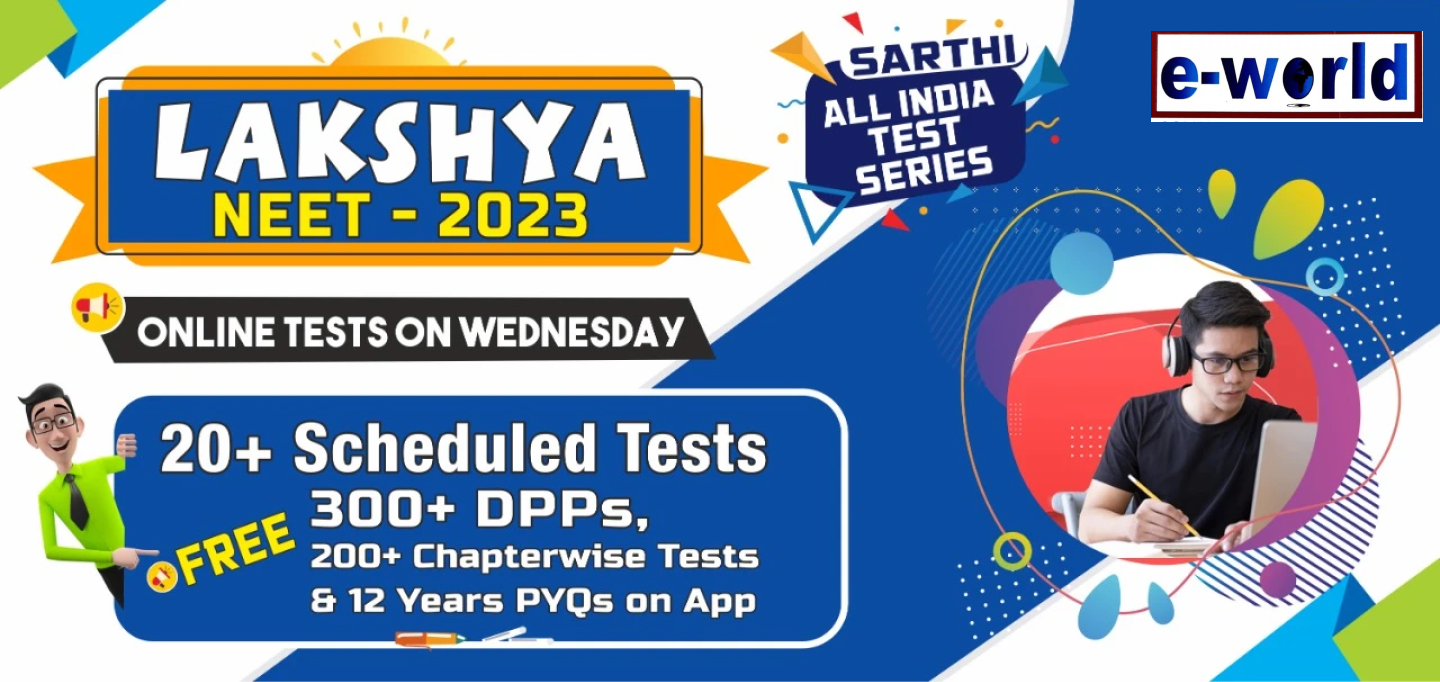 LAKSHYA
NEET - 2023
SARTHI
ALL INDIA
TEST
SERIES
e-world
ONLINE TESTS ON WEDNESDAY
20+ Scheduled Tests
FREE
300+ DPPs,
200+ Chapterwise Tests
& 12 Years PYQs on App